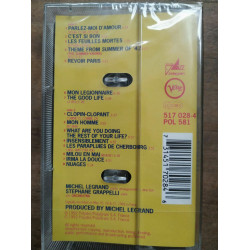 PARLEZ-MOI D'AMOUR
C'EST SI BON
LES FEUILLES MORTES
THEME FROM SUMMER OF 42
REVOIR PARIS
MON LEGIONNAIRE
THE GOOD LIFE
CLOPIN-CLOPANT
MON HOMME
WHAT ARE YOU DOING
THE REST OF YOUR LIFE?
INSENSIBLEMENT
LES PARAPLUIES DE CHERBOURG
MILOU EN MAI
IRMA LA DOUCE
NUAGES
MICHEL LEGRAND
STEPHANE GRAPPELLI
PRODUCED BY MICHEL LEGRAND
Verve
517 028-4
POL 581